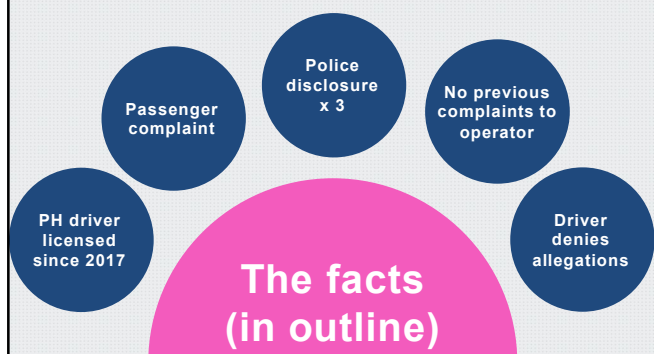 PH driver
licensed
since 2017
Passenger
complaint
Police
disclosure
x 3
No previous
complaints to
operator
Driver
denies
allegations
The facts
(in outline)